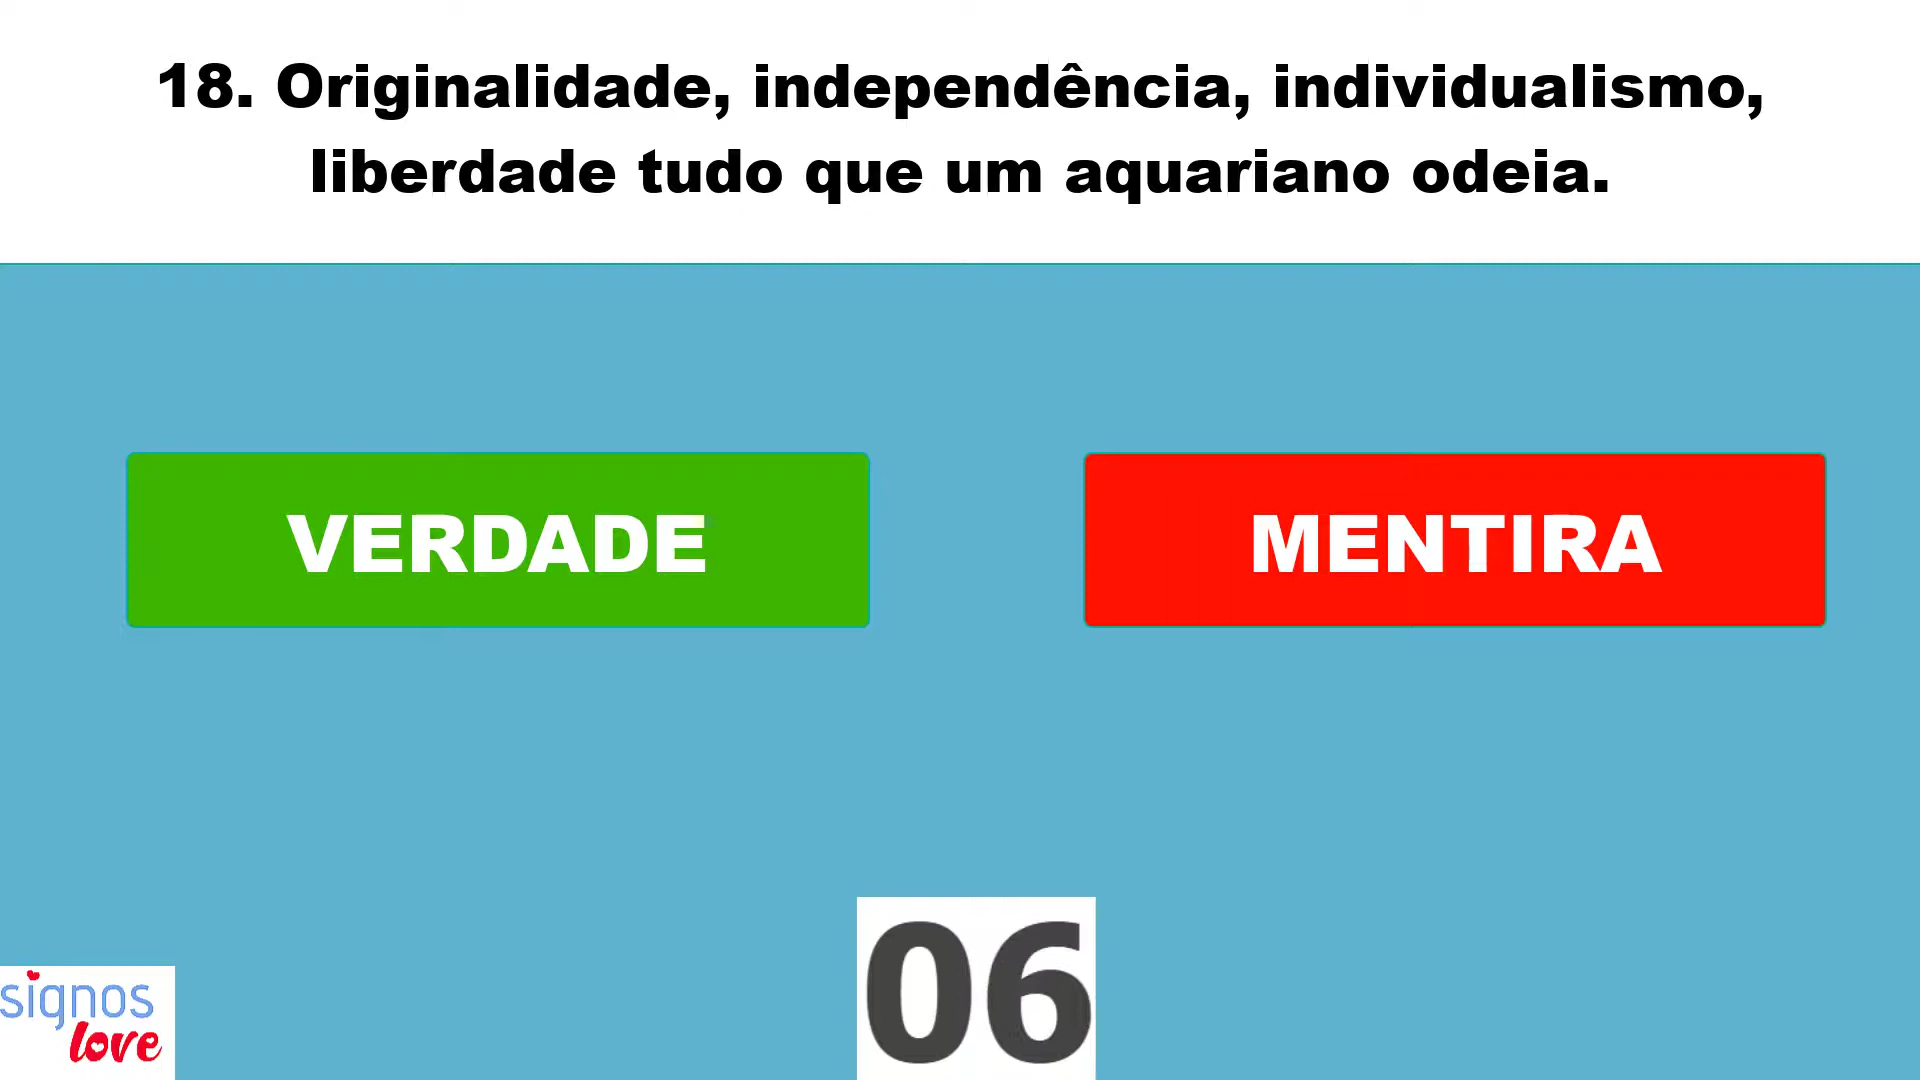 18. Originalidade, independência, individualismo,
liberdade tudo que um aquariano odeia.
VERDADE
MENTIRA
06
signos
love